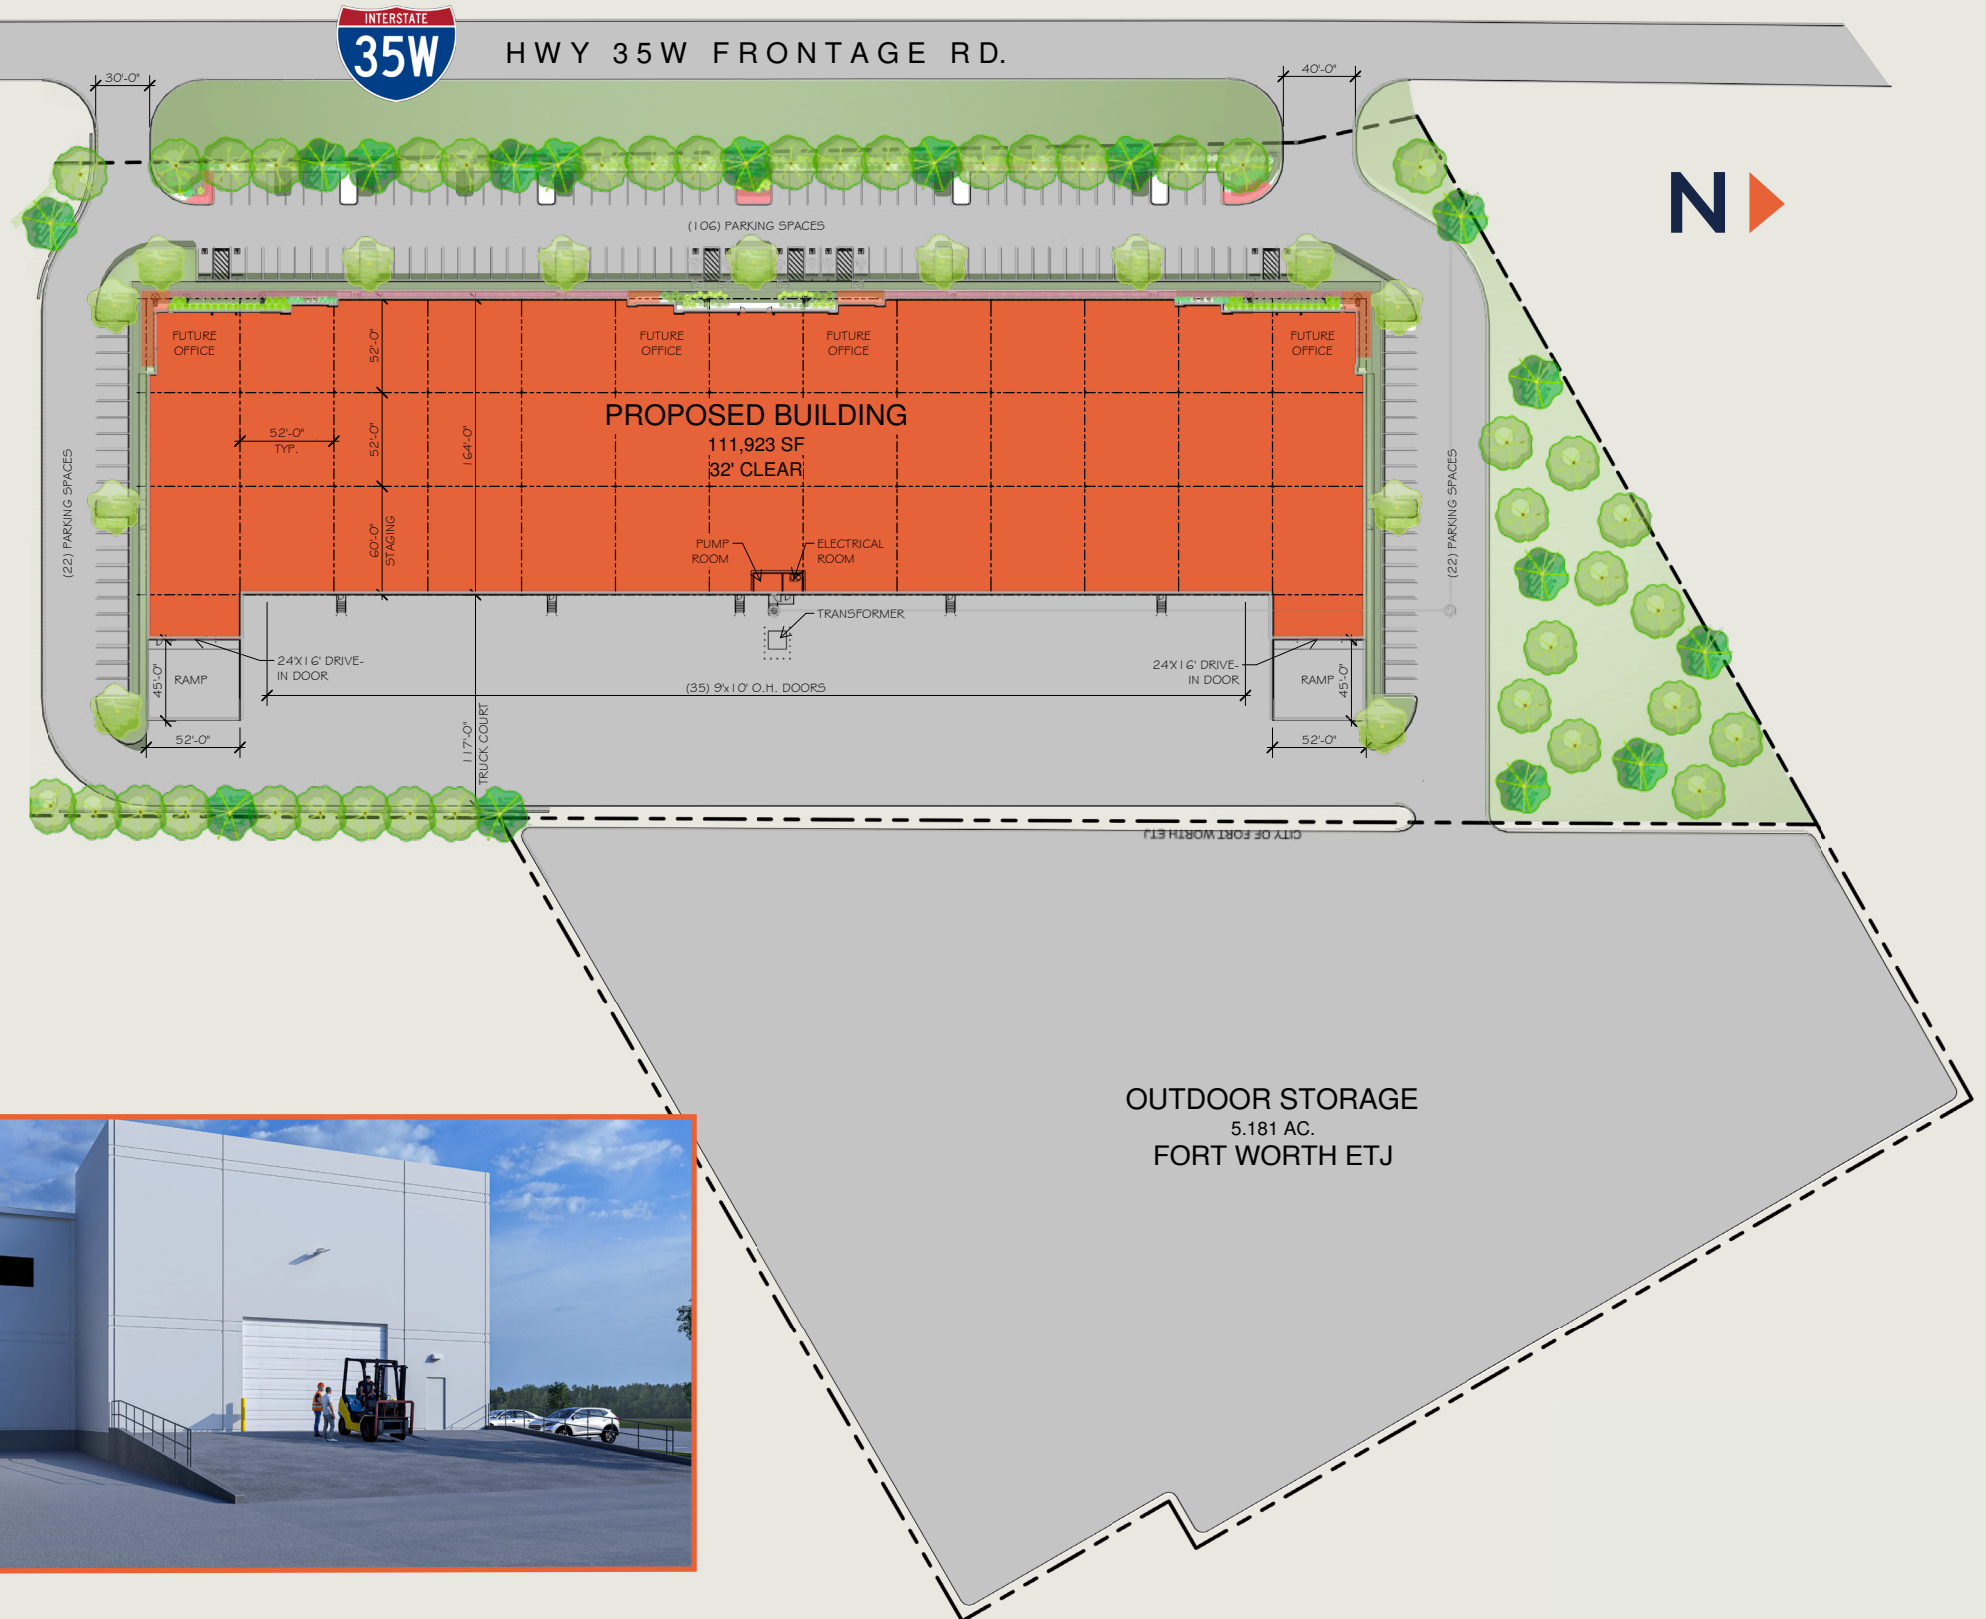 INTERSTATE
35W
HWY 35W FRONTAGE RD.
30'-0"
40'-0"
N
(106) PARKING SPACES
FUTURE
OFFICE
FUTURE
OFFICE
FUTURE
OFFICE
FUTURE
OFFICE
52'-0"
52'-0"
TYP.
52'-0"
164'-0"
PROPOSED BUILDING
111,923 SF
32' CLEAR
60'-0"
STAGING
PUMP
ROOM
ELECTRICAL
ROOM
(22) PARKING SPACES
(22) PARKING SPACES
TRANSFORMER
24'X16' DRIVE-
IN DOOR
24'X16' DRIVE-
IN DOOR
45'-0"
RAMP
RAMP
45'-0"
(35) 9'x10' O.H. DOORS
52'-0"
52'-0"
117'-0"
TRUCK COURT
CITY OF FORT WORTH ETJ
OUTDOOR STORAGE
5.181 AC.
FORT WORTH ETJ